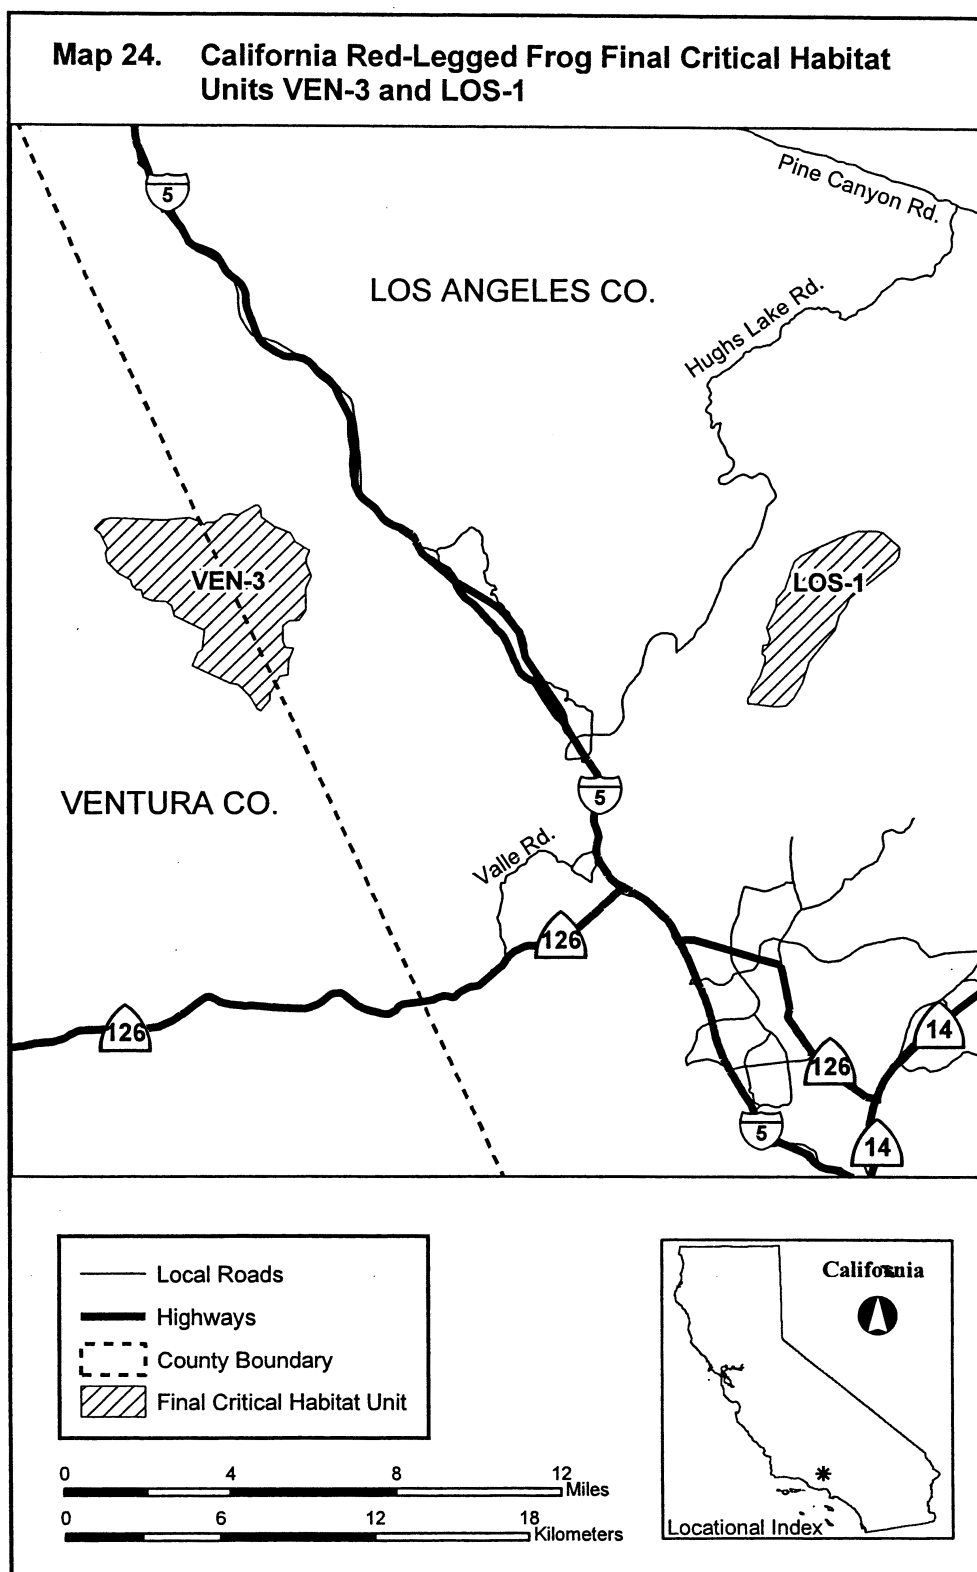 Map 24. California Red-Legged Frog Final Critical Habitat
Units VEN-3 and LOS-1
Pine Canyon Rd.
5
LOS ANGELES CO.
Hughs Lake Rd.
VEN-3
LOS-1
5
VENTURA CO.
Valle Rd.
126
126
14
126
5
14
Local Roads
Highways
County Boundary
Final Critical Habitat Unit
0 4 8 12
Miles
0 6 12 18
Kilometers
California
Locational Index